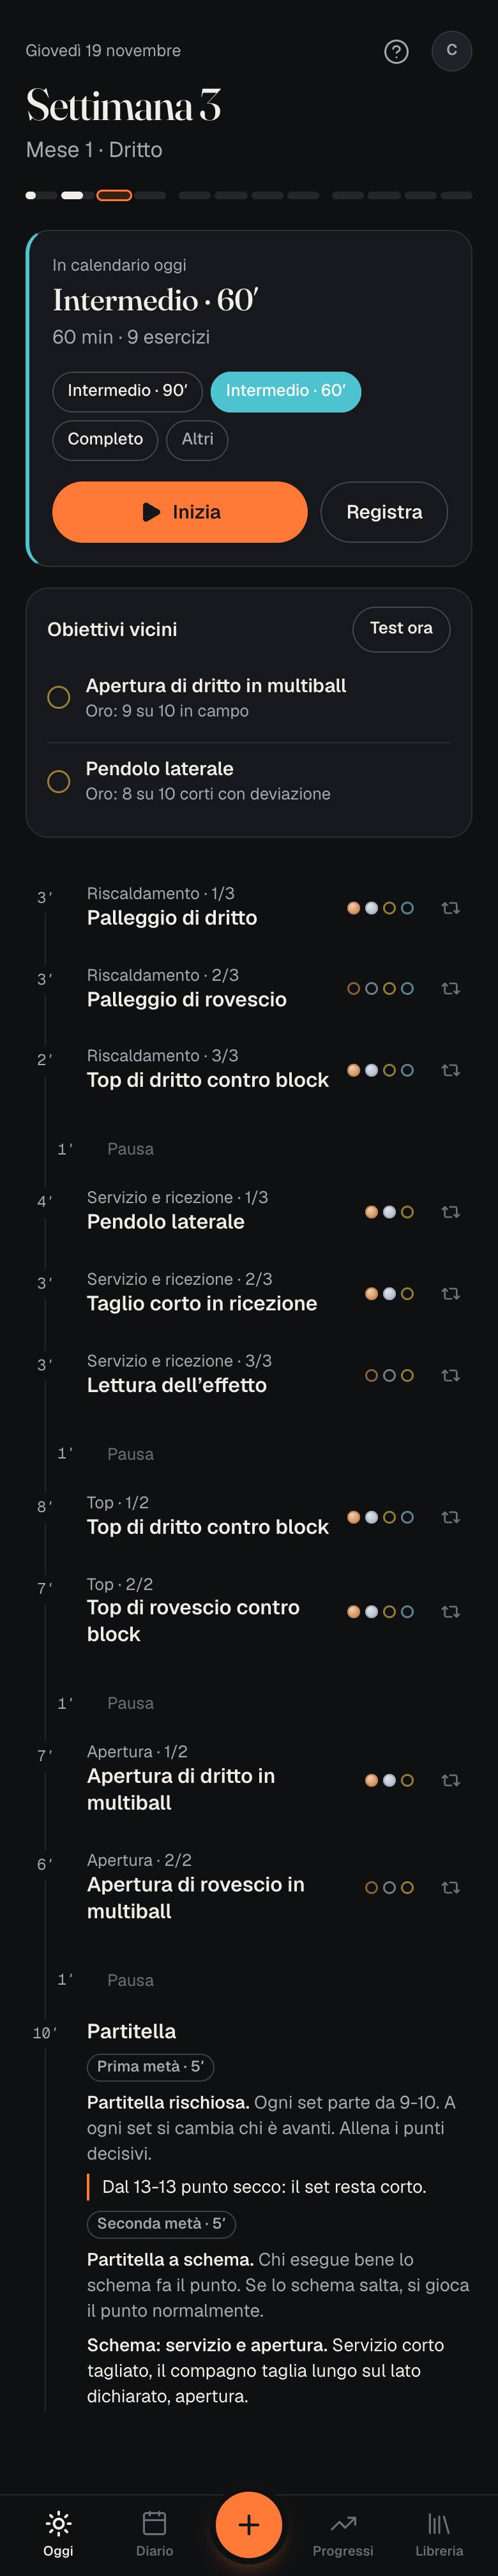 Giovedì 19 novembre
C
Settimana 3
Mese 1 · Dritto
In calendario oggi
Intermedio · 60′
60 min · 9 esercizi
Intermedio · 90′
Intermedio · 60′
Completo
Altri
Inizia
Registra
Obiettivi vicini
Test ora
Apertura di dritto in multiball
Oro: 9 su 10 in campo
Pendolo laterale
Oro: 8 su 10 corti con deviazione
3′
Riscaldamento · 1/3
Palleggio di dritto
3′
Riscaldamento · 2/3
Palleggio di rovescio
2′
Riscaldamento · 3/3
Top di dritto contro block
1′
Pausa
4′
Servizio e ricezione · 1/3
Pendolo laterale
3′
Servizio e ricezione · 2/3
Taglio corto in ricezione
3′
Servizio e ricezione · 3/3
Lettura dell’effetto
1′
Pausa
8′
Top · 1/2
Top di dritto contro block
7′
Top · 2/2
Top di rovescio contro
block
1′
Pausa
7′
Apertura · 1/2
Apertura di dritto in
multiball
6′
Apertura · 2/2
Apertura di rovescio in
multiball
1′
Pausa
10′
Partitella
Prima metà · 5′
Partitella rischiosa. Ogni set parte da 9-10. A
ogni set si cambia chi è avanti. Allena i punti
decisivi.
Dal 13-13 punto secco: il set resta corto.
Seconda metà · 5′
Partitella a schema. Chi esegue bene lo
schema fa il punto. Se lo schema salta, si gioca
il punto normalmente.
Schema: servizio e apertura. Servizio corto
tagliato, il compagno taglia lungo sul lato
dichiarato, apertura.
Oggi
Diario
Progressi
Libreria